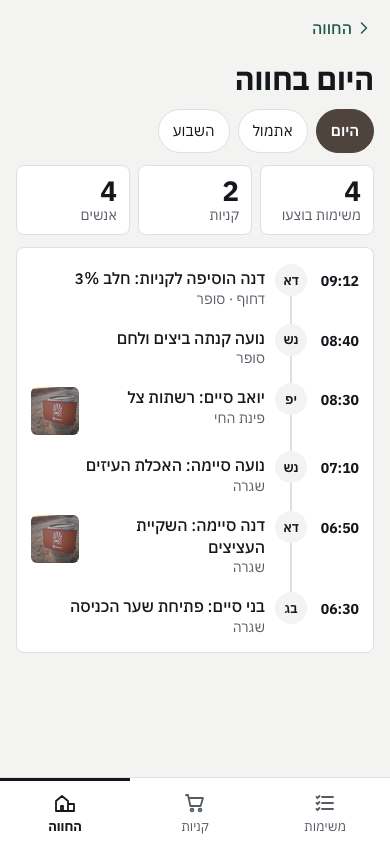 החווה
היום בחווה
היום
אתמול
השבוע
4
משימות בוצעו
2
קניות
4
אנשים
09:12
דא
דנה הוסיפה לקניות: חלב 3%
דחוף · סופר
08:40
נש
נועה קנתה ביצים ולחם
סופר
08:30
יפ
יואב סיים: רשתות צל
פינת החי
07:10
נש
נועה סיימה: האכלת העיזים
שגרה
06:50
דא
דנה סיימה: השקיית
העציצים
שגרה
06:30
בג
בני סיים: פתיחת שער הכניסה
שגרה
משימות
קניות
החווה